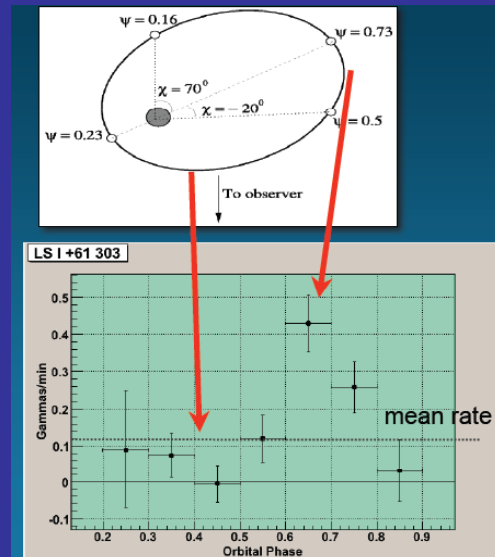 ψ = 0.16
ψ = 0.73
χ = 70⁰
χ = − 20⁰
ψ = 0.23
ψ = 0.5
To observer
LS I +61 303
0.5
0.4
0.3
0.2
0.1
0
-0.1
Gammas/min
mean rate
0.2 0.3 0.4 0.5 0.6 0.7 0.8 0.9
Orbital Phase